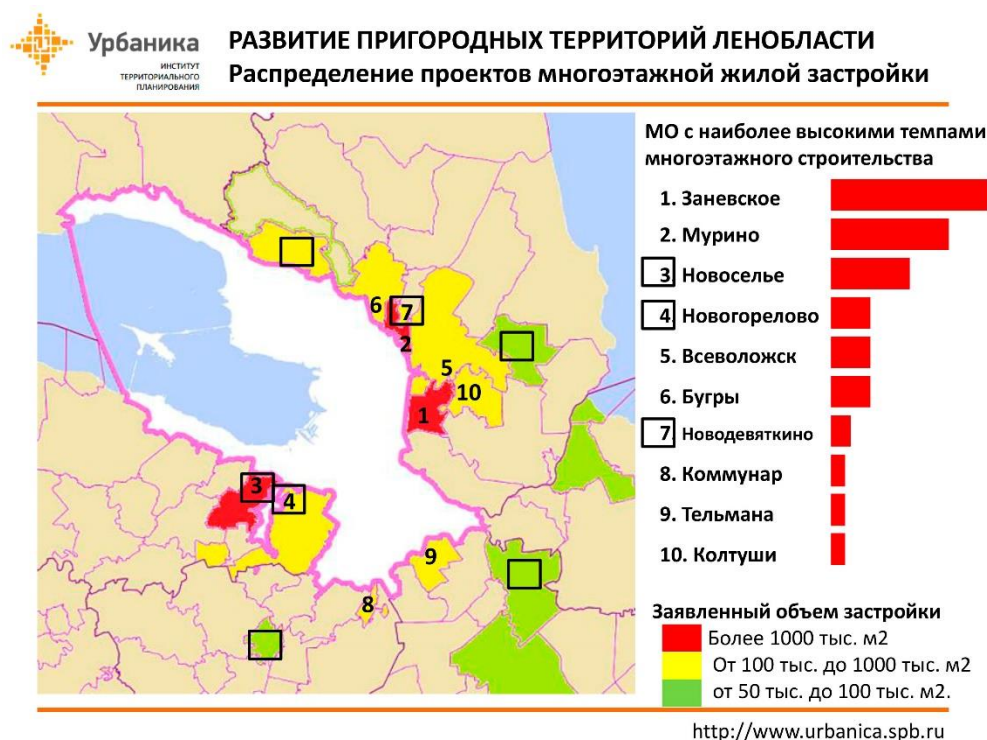 Урбаника
ИНСТИТУТ
ТЕРРИТОРИАЛЬНОГО
ПЛАНИРОВАНИЯ
РАЗВИТИЕ ПРИГОРОДНЫХ ТЕРРИТОРИЙ ЛЕНОБЛАСТИ
Распределение проектов многоэтажной жилой застройки
МО с наиболее высокими темпами
многоэтажного строительства
1. Заневское
2. Мурино
3 Новоселье
4 Новогорелово
5. Всеволожск
6. Бугры
7 Новодевяткино
8. Коммунар
9. Тельмана
10. Колтуши
6
7
2
5
10
1
3
4
9
8
Заявленный объем застройки
Более 1000 тыс. м2
От 100 тыс. до 1000 тыс. м2
от 50 тыс. до 100 тыс. м2.
http://www.urbanica.spb.ru